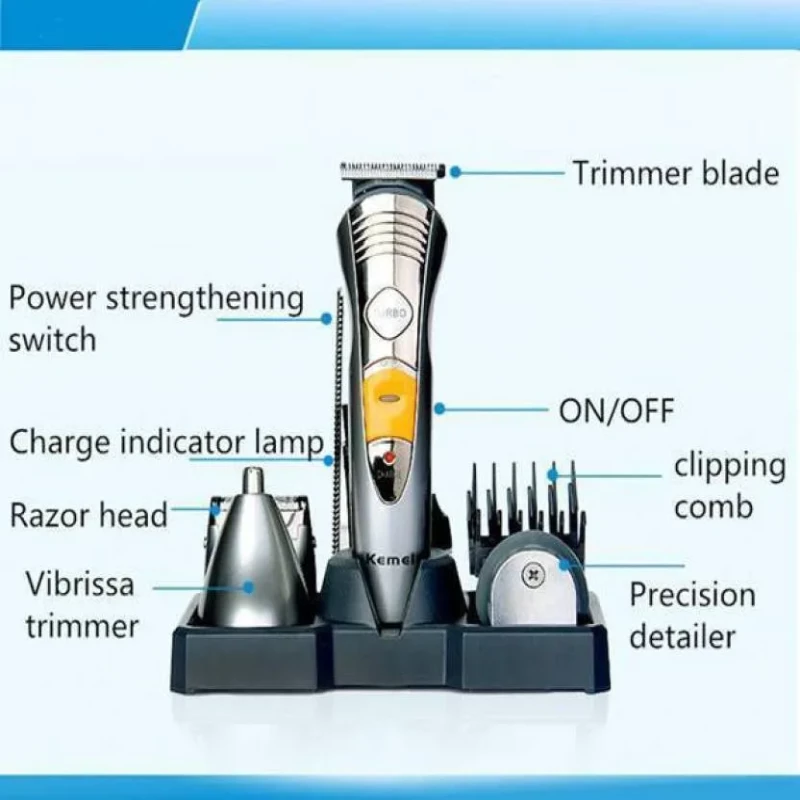 Trimmer blade
Power strengthening
switch
TURBO
ON/OFF
Charge indicator lamp
clipping
comb
Razor head
Kemei
Vibrissa
trimmer
Precision
detailer